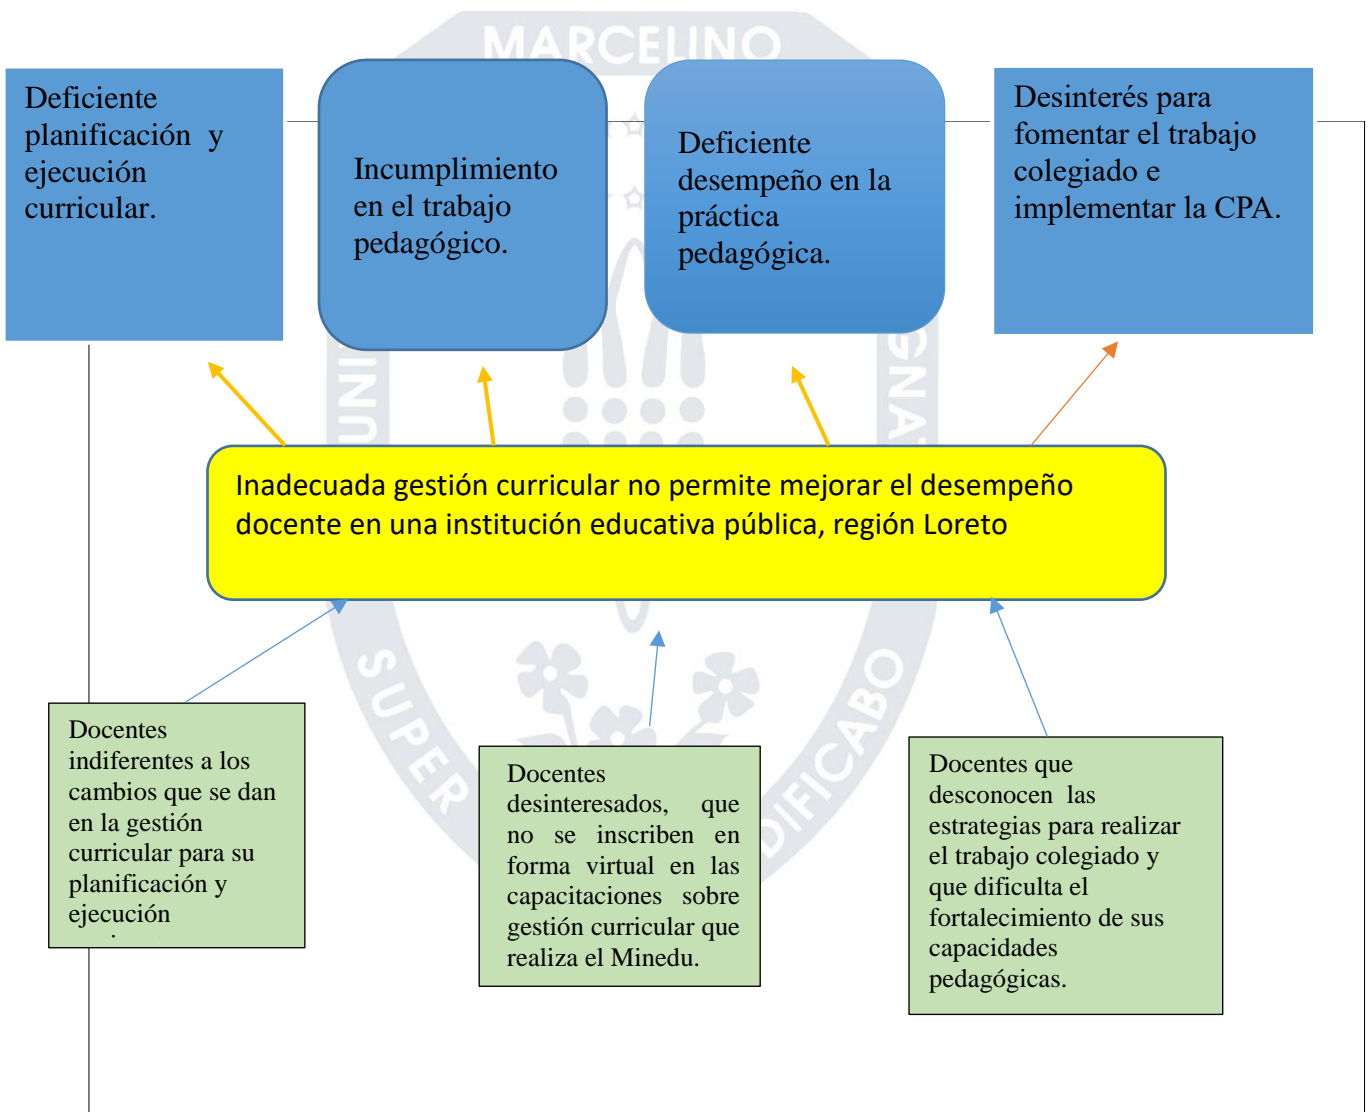 MARCELINO
Deficiente
planificación y
ejecución
curricular.
Incumplimiento
en el trabajo
pedagógico.
Deficiente
desempeño en la
práctica
pedagógica.
Desinterés para
fomentar el trabajo
colegiado e
implementar la CPA.
UNI
GNA
Inadecuada gestión curricular no permite mejorar el desempeño
docente en una institución educativa pública, región Loreto
SUPER
DIFICABO
Docentes
indiferentes a los
cambios que se dan
en la gestión
curricular para su
planificación y
ejecución
Docentes
desinteresados, que
no se inscriben en
forma virtual en las
capacitaciones sobre
gestión curricular que
realiza el Minedu.
Docentes que
desconocen las
estrategias para realizar
el trabajo colegiado y
que dificulta el
fortalecimiento de sus
capacidades
pedagógicas.